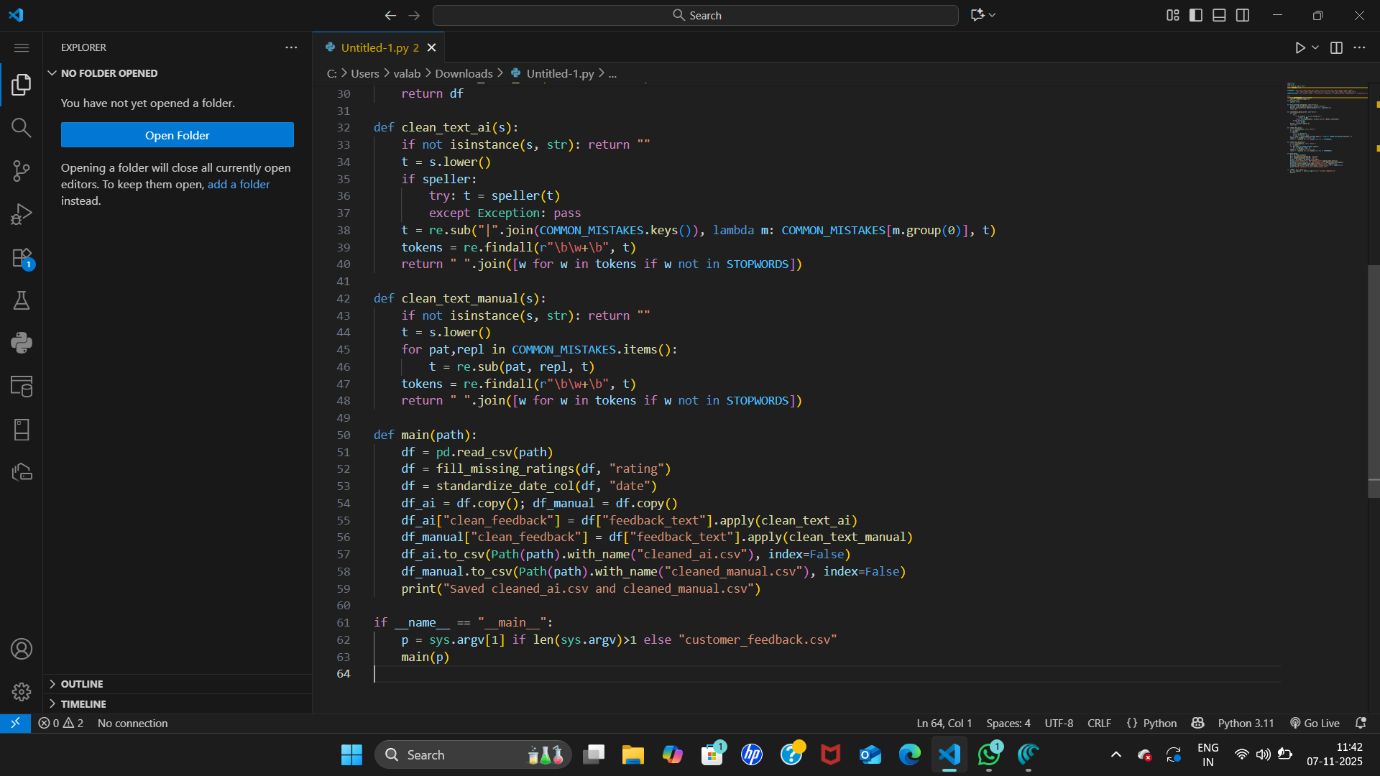 Search
EXPLORER
...
Untitled-1.py 2
NO FOLDER OPENED
C: > Users > valab > Downloads > Untitled-1.py > ...
You have not yet opened a folder.
Open Folder
Opening a folder will close all currently open
editors. To keep them open, add a folder
instead.
1
30 return df
31
32 def clean_text_ai(s):
33 if not isinstance(s, str): return ""
34 t = s.lower()
35 if speller:
36 try: t = speller(t)
37 except Exception: pass
38 t = re.sub("|".join(COMMON_MISTAKES.keys()), lambda m: COMMON_MISTAKES[m.group(0)], t)
39 tokens = re.findall(r"\b\w+\b", t)
40 return " ".join([w for w in tokens if w not in STOPWORDS])
41
42 def clean_text_manual(s):
43 if not isinstance(s, str): return ""
44 t = s.lower()
45 for pat,repl in COMMON_MISTAKES.items():
46 t = re.sub(pat, repl, t)
47 tokens = re.findall(r"\b\w+\b", t)
48 return " ".join([w for w in tokens if w not in STOPWORDS])
49
50 def main(path):
51 df = pd.read_csv(path)
52 df = fill_missing_ratings(df, "rating")
53 df = standardize_date_col(df, "date")
54 df_ai = df.copy(); df_manual = df.copy()
55 df_ai["clean_feedback"] = df["feedback_text"].apply(clean_text_ai)
56 df_manual["clean_feedback"] = df["feedback_text"].apply(clean_text_manual)
57 df_ai.to_csv(Path(path).with_name("cleaned_ai.csv"), index=False)
58 df_manual.to_csv(Path(path).with_name("cleaned_manual.csv"), index=False)
59 print("Saved cleaned_ai.csv and cleaned_manual.csv")
60
61 if __name__ == "__main__":
62 p = sys.argv[1] if len(sys.argv)>1 else "customer_feedback.csv"
63 main(p)
64
OUTLINE
TIMELINE
0 2 No connection
Ln 64, Col 1 Spaces: 4 UTF-8 CRLF {} Python Python 3.11 Go Live
Search
1
hp
?
1
ENG
IN
11:42
07-11-2025